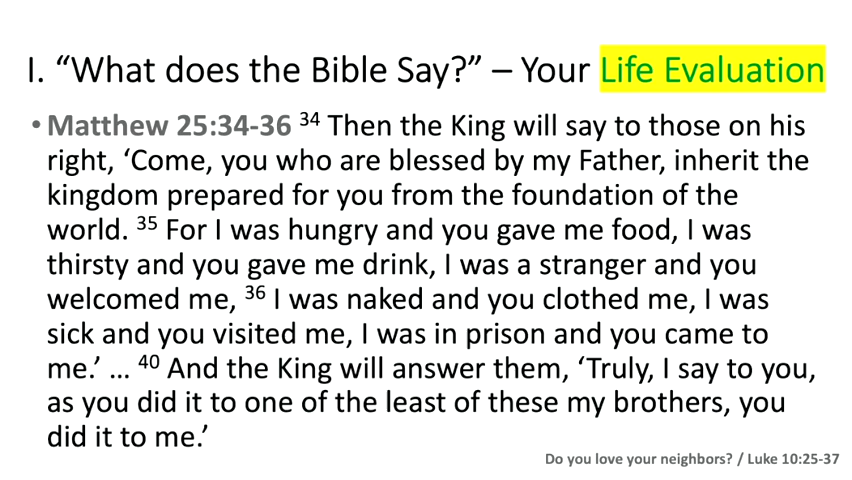 I. “What does the Bible Say?” – Your Life Evaluation
• Matthew 25:34-36 34 Then the King will say to those on his
right, ‘Come, you who are blessed by my Father, inherit the
kingdom prepared for you from the foundation of the
world. 35 For I was hungry and you gave me food, I was
thirsty and you gave me drink, I was a stranger and you
welcomed me, 36 I was naked and you clothed me, I was
sick and you visited me, I was in prison and you came to
me.’ … 40 And the King will answer them, ‘Truly, I say to you,
as you did it to one of the least of these my brothers, you
did it to me.’
Do you love your neighbors? / Luke 10:25-37